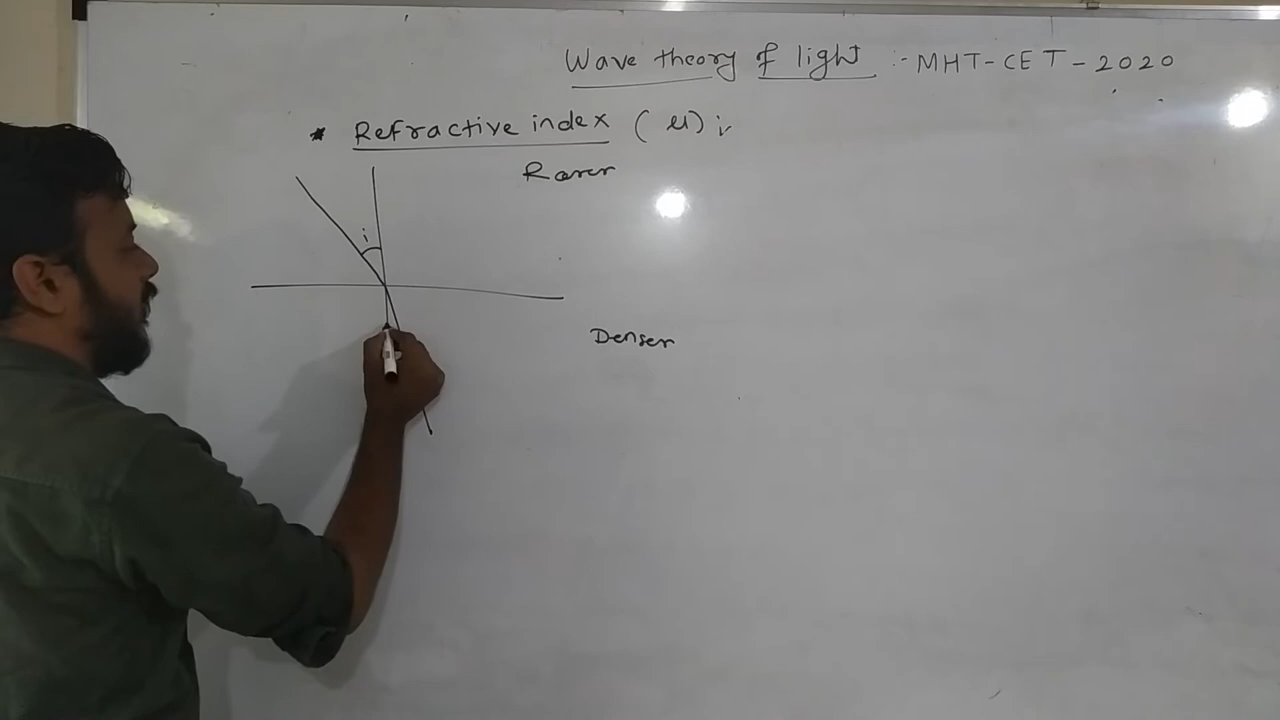 Wave theory of light :- MHT-CET-2020
* Refractive index (μ) :
Rarer
i
Denser